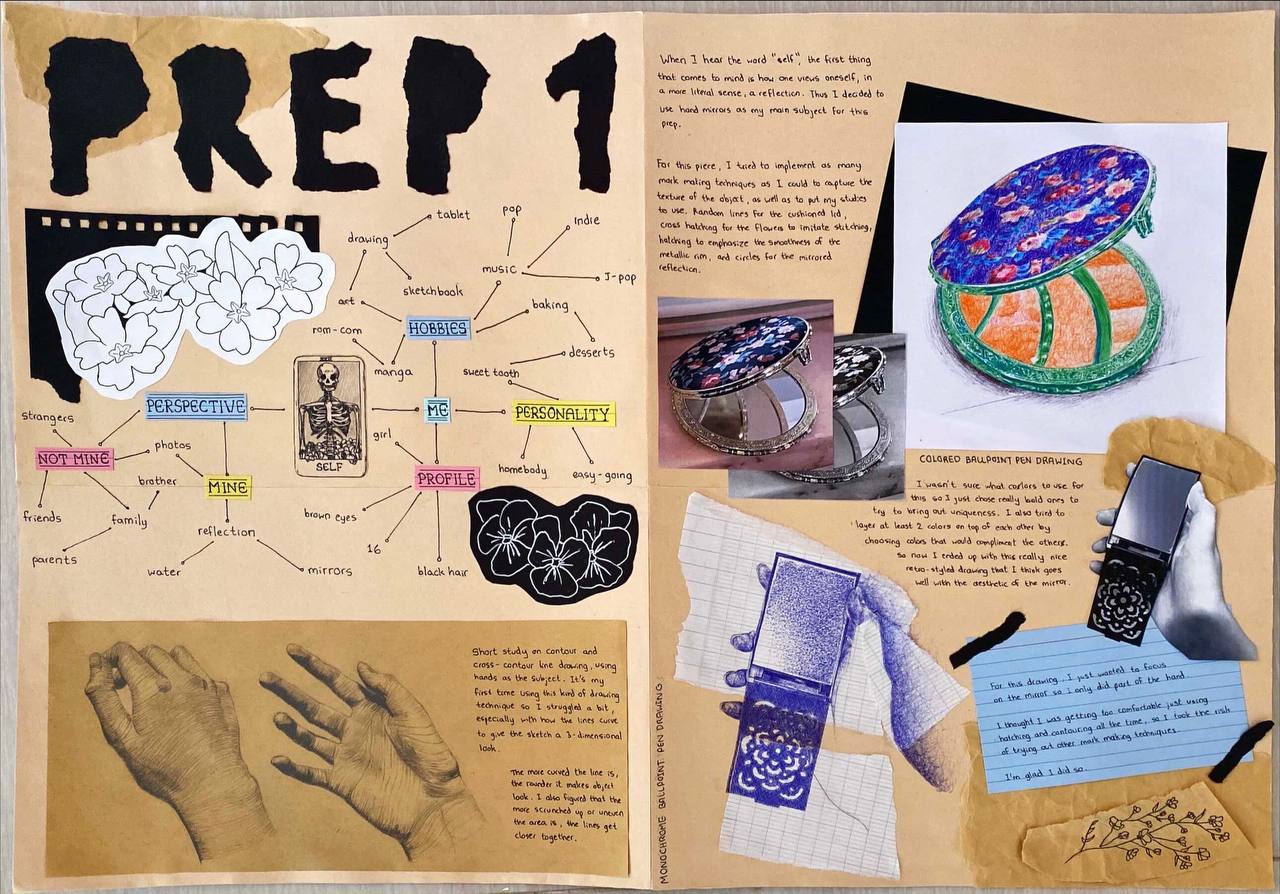 PREP 1
tablet
pop
indie
drawing
music
J-pop
sketchbook
art
baking
rom-com
HOBBIES
desserts
manga
sweet tooth
PERSPECTIVE
ME
PERSONALITY
strangers
girl
photos
NOT MINE
SELF
homebody
easy-going
brother
MINE
PROFILE
friends
family
brown eyes
reflection
16
parents
water
mirrors
black hair
Short study on contour and
cross-contour line drawing, using
hands as the subject. It's my
first time using this kind of drawing
technique so I struggled a bit,
especially with how the lines curve
to give the sketch a 3-dimensional
look.
The more curved the line is,
the rounder it makes object
look. I also figured that the
more scrunched up or uneven
the area is, the lines get
closer together.
When I hear the word "self", the first thing
that comes to mind is how one views oneself, in
a more literal sense, a reflection. Thus I decided to
use hand mirrors as my main subject for this
prep.
For this piece, I tried to implement as many
mark making techniques as I could to capture the
texture of the object, as well as to put my studies
to use. Random lines for the cushioned lid,
cross hatching for the flowers to imitate stitching,
hatching to emphasize the smoothness of the
metallic rim, and circles for the mirrored
reflection.
COLORED BALLPOINT PEN DRAWING
I wasn't sure what colors to use for
this so I just chose really bold ones to
try to bring out uniqueness. I also tried to
layer at least 2 colors on top of each other by
choosing colors that would compliment the others.
so now I ended up with this really nice
retro-styled drawing that I think goes
well with the aesthetic of the mirror.
MONOCHROME BALLPOINT PEN DRAWING
For this drawing, I just wanted to focus
on the mirror so I only did part of the hand.
I thought I was getting too comfortable just using
hatching and contouring all the time, so I took the risk
of trying out other mark making techniques.
I'm glad I did so.